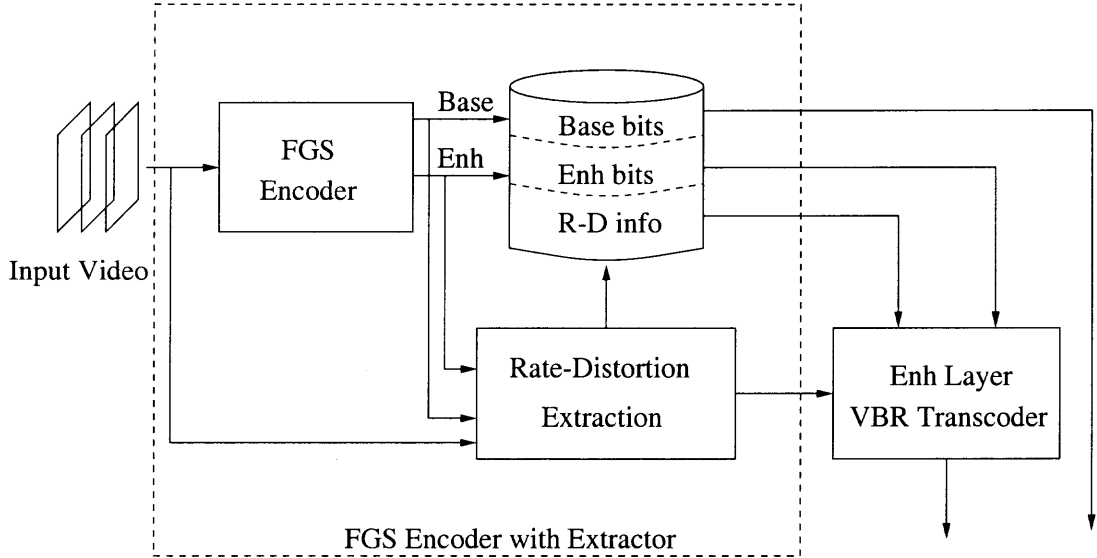 Base
Base bits
FGS
Encoder
Enh
Enh bits
R-D info
Input Video
Rate-Distortion
Extraction
Enh Layer
VBR Transcoder
FGS Encoder with Extractor